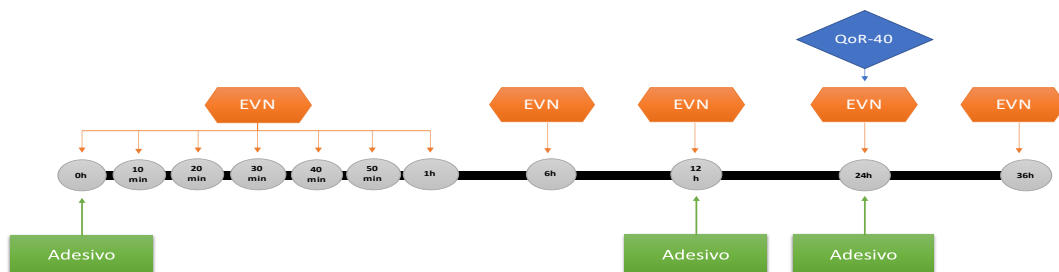 QoR-40
EVN
EVN
EVN
EVN
EVN
0h
10
min
20
min
30
min
40
min
50
min
1h
6h
12
h
24h
36h
Adesivo
Adesivo
Adesivo